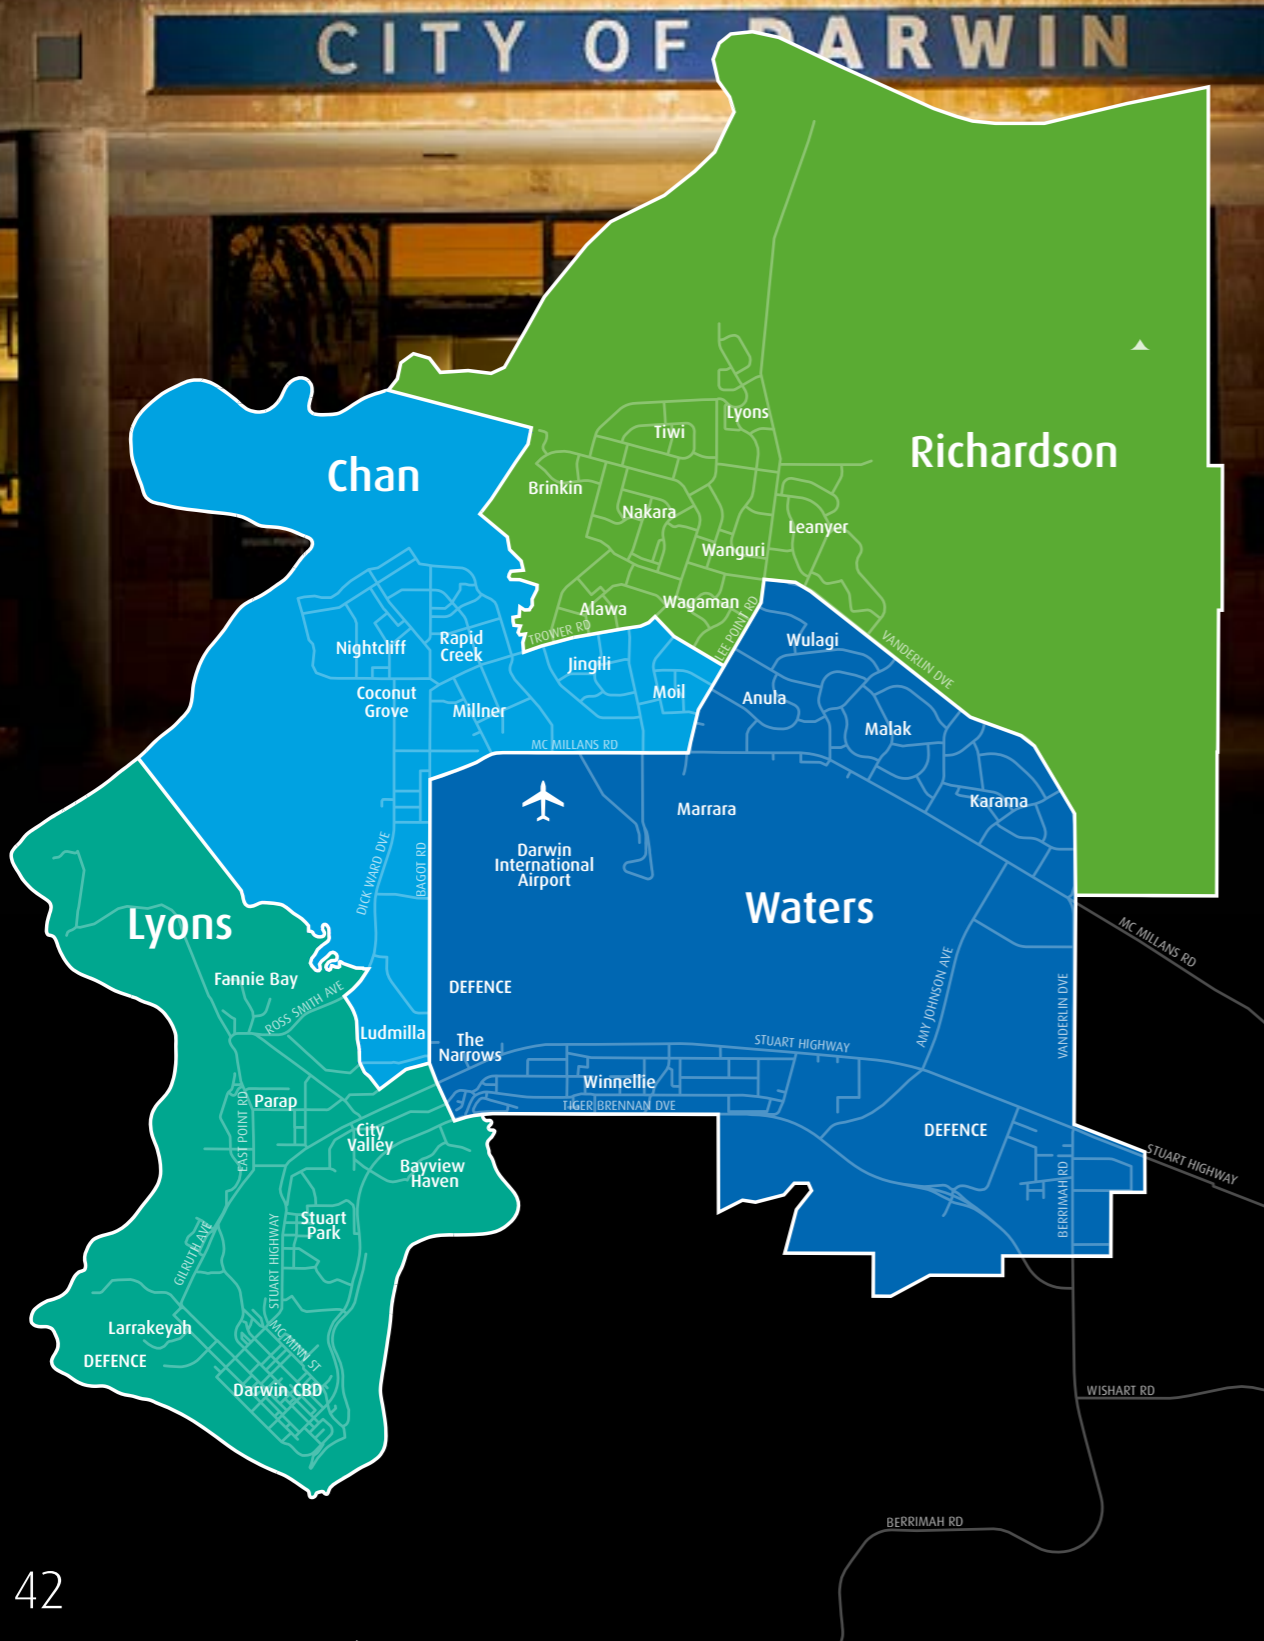 CITY OF DARWIN
Richardson
Lyons
Tiwi
Brinkin
Nakara
Leanyer
Wanguri
Alawa
Wagaman
TROWER RD
LEE POINT RD
VANDERLIN DVE
Chan
Nightcliff
Rapid
Creek
Jingili
Moil
Coconut
Grove
Millner
MC MILLANS RD
DICK WARD DVE
BAGOT RD
Ludmilla
Wulagi
Anula
Malak
Karama
Marrara
Darwin
International
Airport
Waters
DEFENCE
The
Narrows
STUART HIGHWAY
AMY JOHNSON AVE
VANDERLIN DVE
MC MILLANS RD
Winnellie
TIGER BRENNAN DVE
DEFENCE
BERRIMAH RD
STUART HIGHWAY
Lyons
Fannie Bay
ROSS SMITH AVE
Parap
EAST POINT RD
City
Valley
Bayview
Haven
Stuart
Park
GILRUTH AVE
STUART HIGHWAY
Larrakeyah
DEFENCE
MC MINN ST
Darwin CBD
WISHART RD
BERRIMAH RD
42